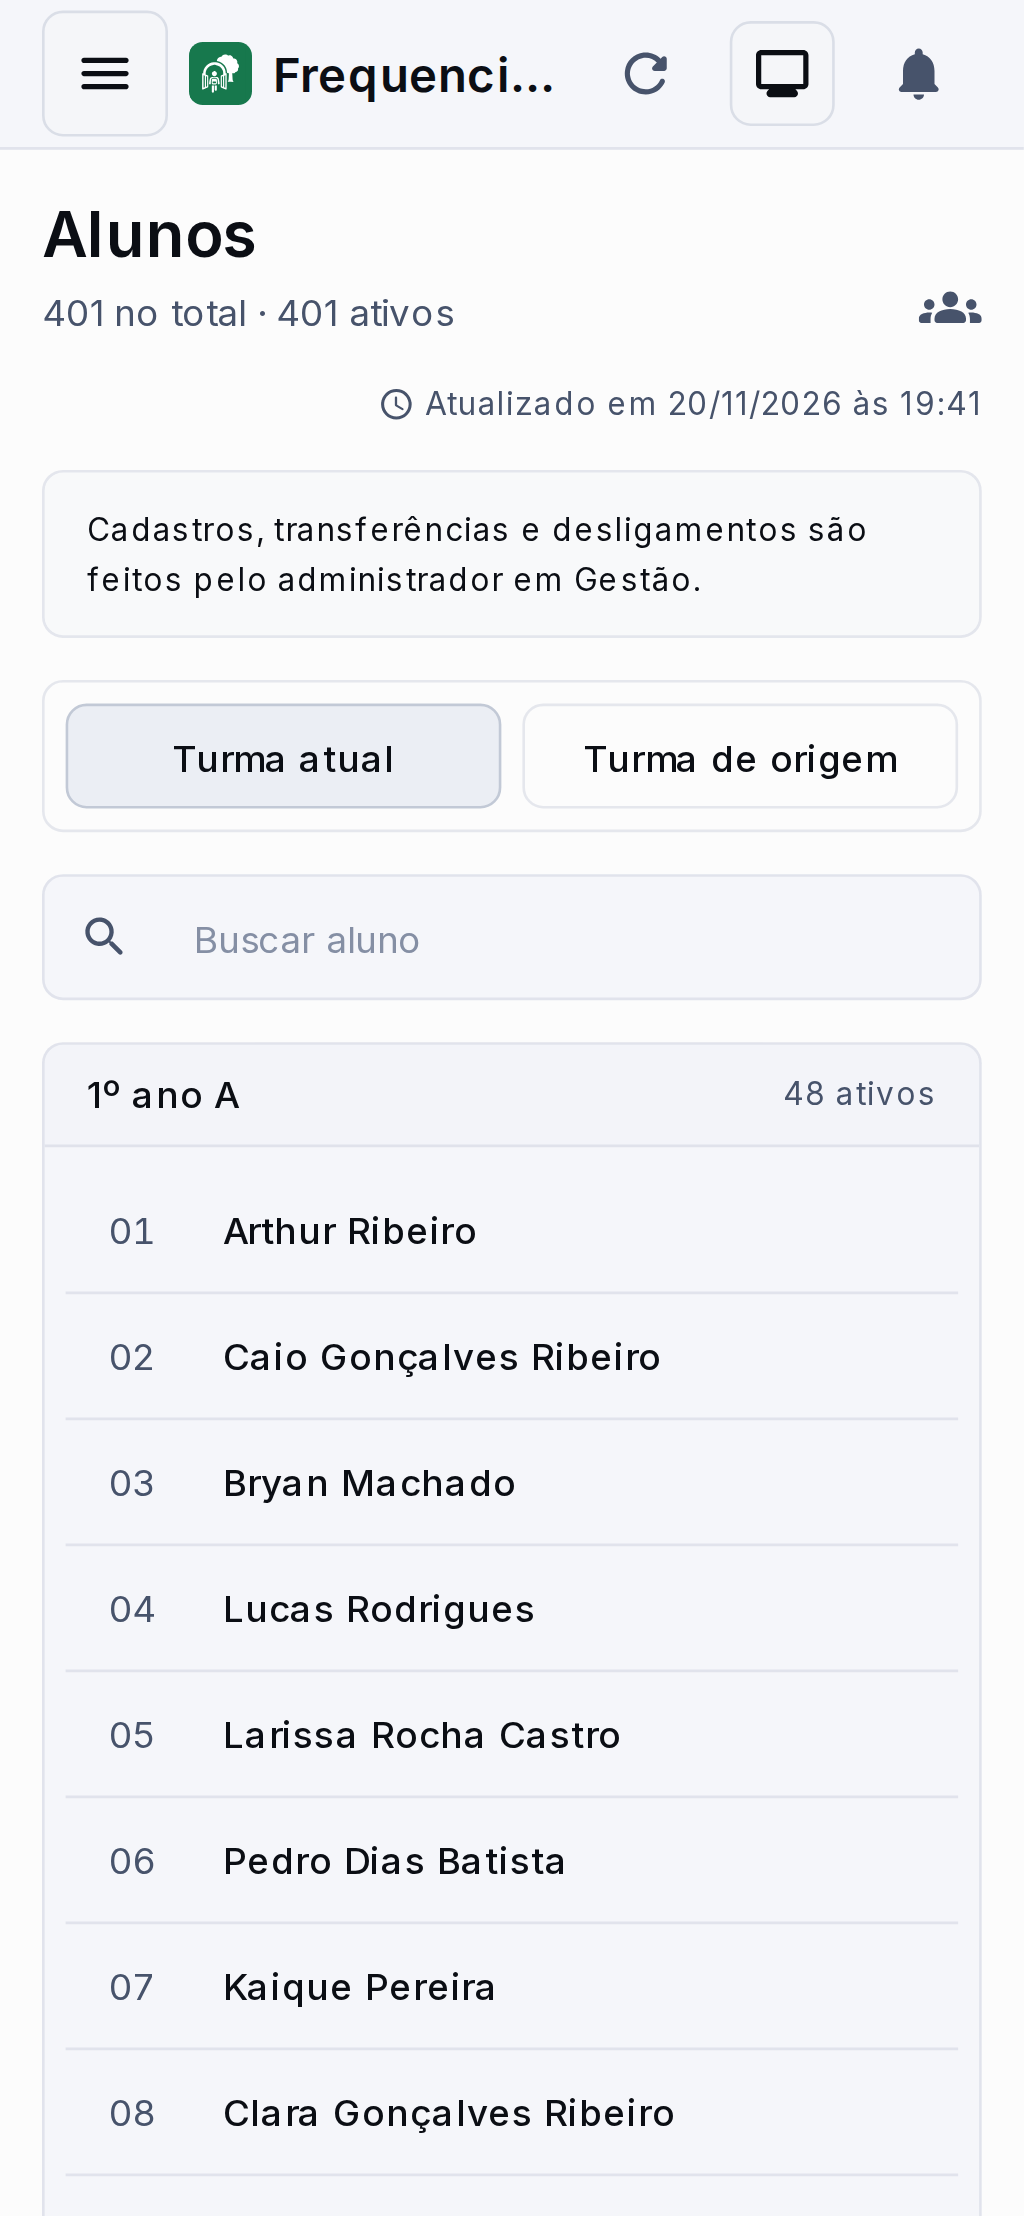 Frequenci...
Alunos
401 no total · 401 ativos
Atualizado em 20/11/2026 às 19:41
Cadastros, transferências e desligamentos são
feitos pelo administrador em Gestão.
Turma atual
Turma de origem
Buscar aluno
1º ano A
48 ativos
01 Arthur Ribeiro
02 Caio Gonçalves Ribeiro
03 Bryan Machado
04 Lucas Rodrigues
05 Larissa Rocha Castro
06 Pedro Dias Batista
07 Kaique Pereira
08 Clara Gonçalves Ribeiro